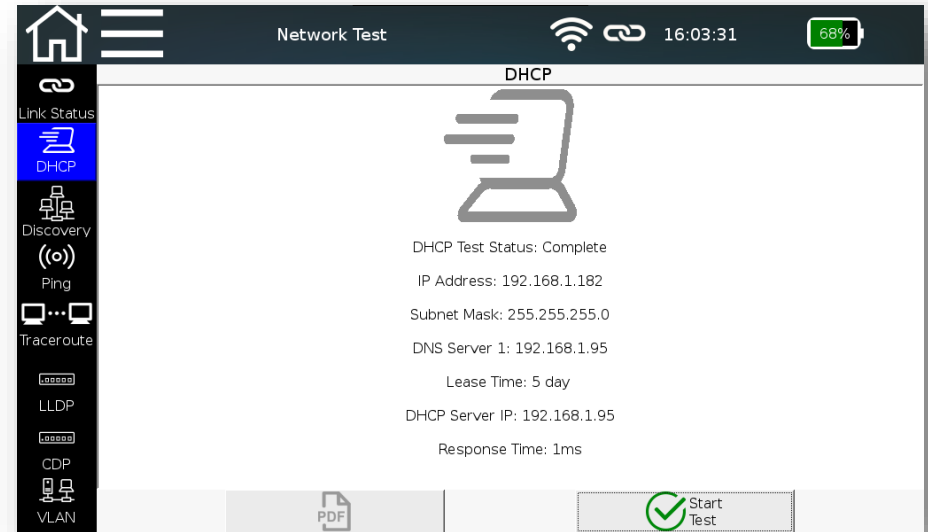 Network Test
16:03:31
68%
DHCP
Link Status
DHCP
Discovery
Ping
Traceroute
LLDP
CDP
VLAN
DHCP Test Status: Complete
IP Address: 192.168.1.182
Subnet Mask: 255.255.255.0
DNS Server 1: 192.168.1.95
Lease Time: 5 day
DHCP Server IP: 192.168.1.95
Response Time: 1ms
PDF
Start
Test